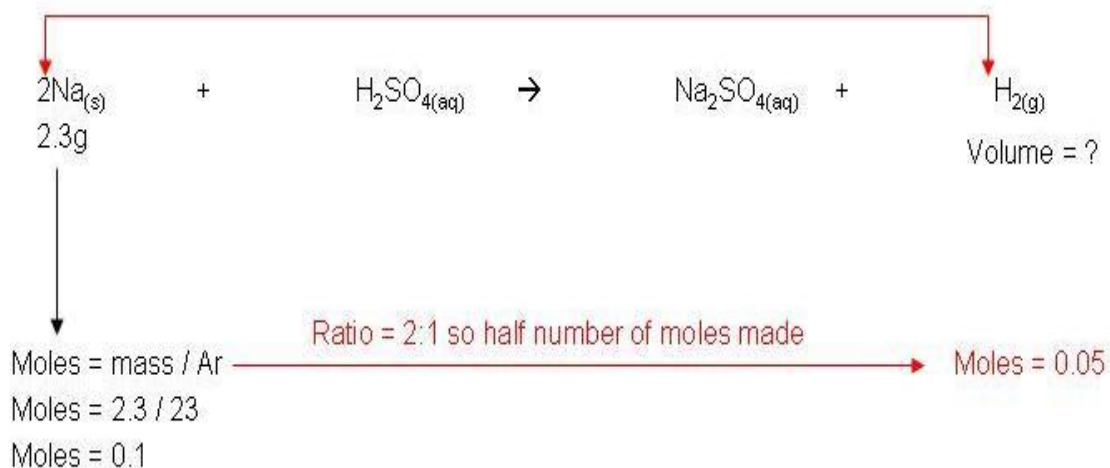 2Na(s) + H₂SO₄(aq) → Na₂SO₄(aq) + H₂(g)
2.3g
Volume = ?
Ratio = 2:1 so half number of moles made
Moles = mass / Ar
Moles = 0.05
Moles = 2.3 / 23
Moles = 0.1